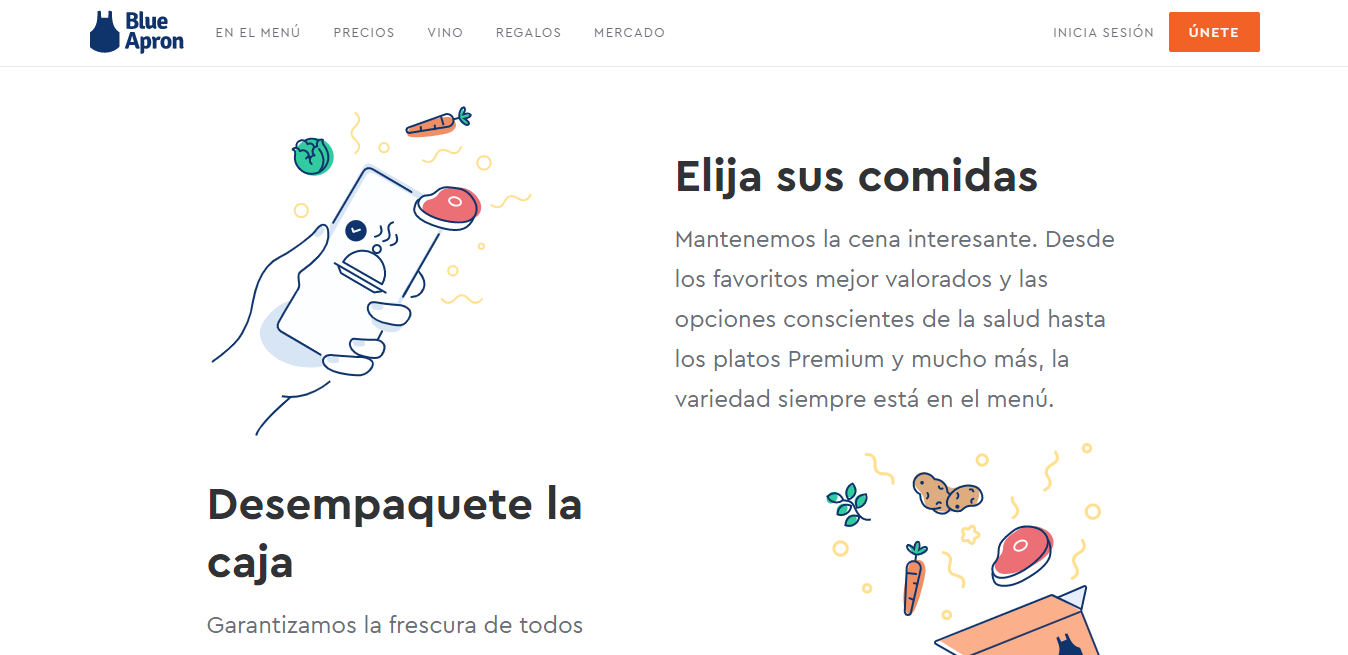 Blue
Apron
EN EL MENÚ PRECIOS VINO REGALOS MERCADO INICIA SESIÓN ÚNETE
Elija sus comidas
Mantenemos la cena interesante. Desde
los favoritos mejor valorados y las
opciones conscientes de la salud hasta
los platos Premium y mucho más, la
variedad siempre está en el menú.
Desempaquete la
caja
Garantizamos la frescura de todos